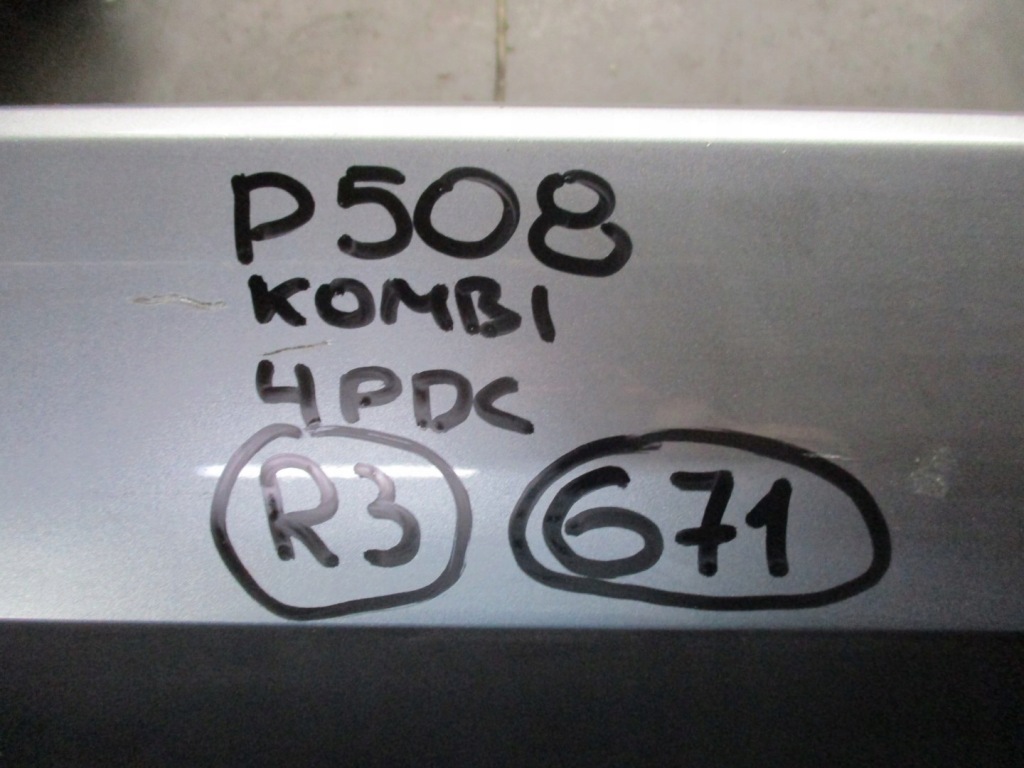 P508
KOMBI
4PDC
R3 671